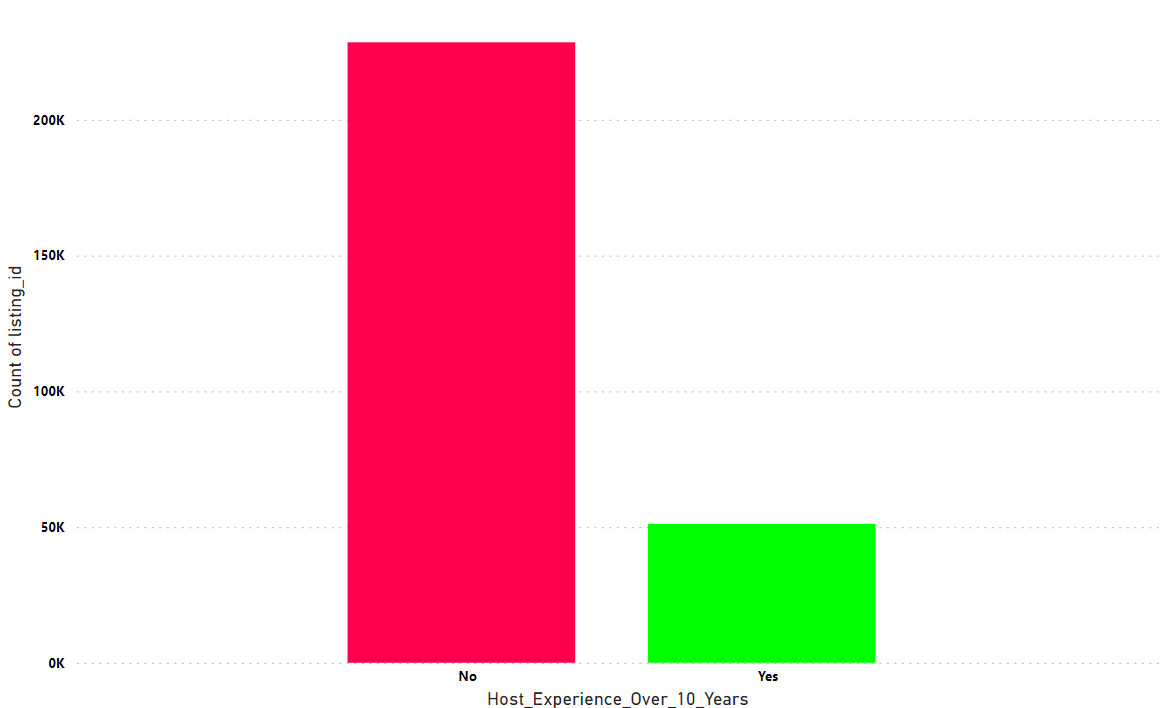 Count of listing_id
200K
150K
100K
50K
0K
No Yes
Host_Experience_Over_10_Years